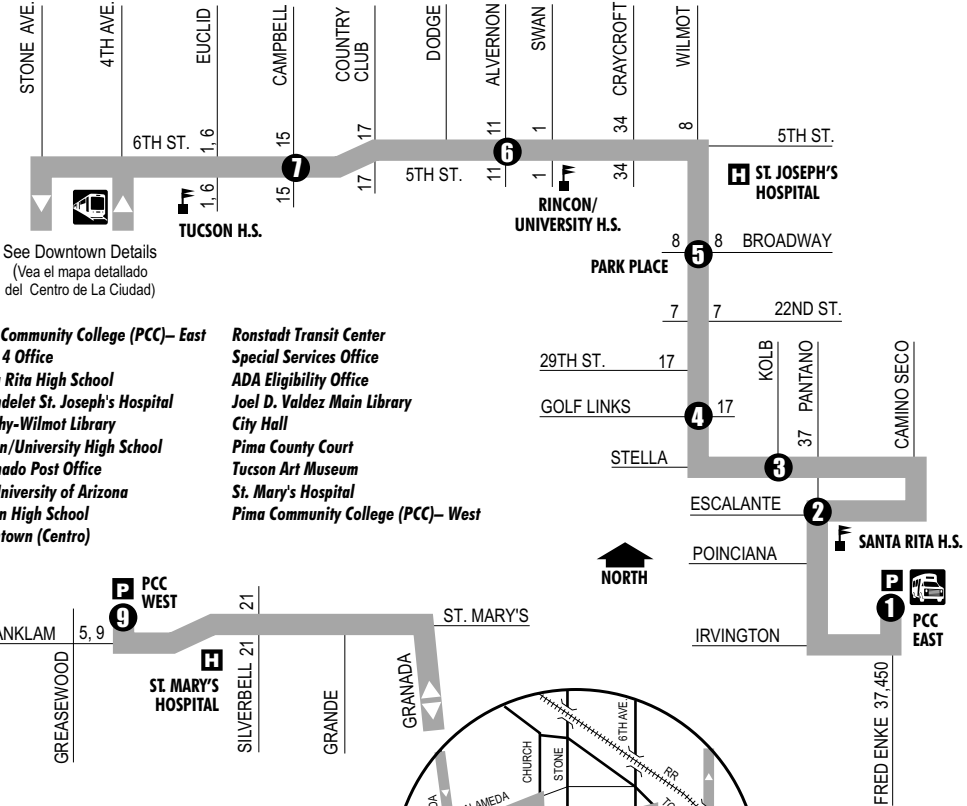 STONE AVE.
4TH AVE.
EUCLID
CAMPBELL
COUNTRY
CLUB
DODGE
ALVERNON
SWAN
CRAYCROFT
WILMOT
6TH ST.
1, 6
15
17
11
1
34
8
5TH ST.
7
6
1, 6
15
17
5TH ST.
11
1
34
H ST. JOSEPH'S
HOSPITAL
TUCSON H.S.
RINCON/
UNIVERSITY H.S.
See Downtown Details
(Vea el mapa detallado
del Centro de La Ciudad)
8
5
8
BROADWAY
PARK PLACE
7
7
22ND ST.
Community College (PCC)– East
4 Office
Rita High School
St. Joseph's Hospital
Library
/University High School
Post Office
of Arizona
High School
(Centro)
Ronstadt Transit Center
Special Services Office
ADA Eligibility Office
Joel D. Valdez Main Library
City Hall
Pima County Court
Tucson Art Museum
St. Mary's Hospital
Pima Community College (PCC)– West
29TH ST.
17
KOLB
37 PANTANO
CAMINO SECO
GOLF LINKS
4
17
STELLA
3
ESCALANTE
2
SANTA RITA H.S.
NORTH
POINCIANA
P
1
PCC
EAST
IRVINGTON
FRED ENKE 37,450
P PCC
WEST
9
5, 9
GREASEWOOD
H
ST. MARY'S
HOSPITAL
21
SILVERBELL 21
GRANDE
GRANADA
ST. MARY'S
CHURCH
STONE
6TH AVE
RR